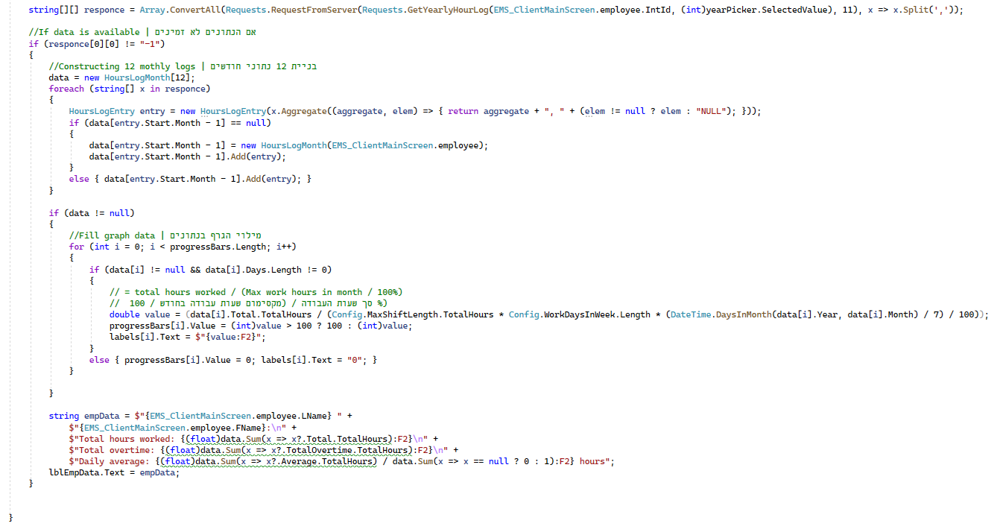 string[][] responce = Array.ConvertAll(Requests.RequestFromServer(Requests.GetYearlyHourLog(EMS_ClientMainScreen.employee.IntId, (int)yearPicker.SelectedValue), 11), x => x.Split(','));
//If data is available | אם הנתונים לא זמינים
if (responce[0][0] != "-1")
{
//Constructing 12 mothly logs | בניית 12 נתוני חודשים
data = new HoursLogMonth[12];
foreach (string[] x in responce)
{
HoursLogEntry entry = new HoursLogEntry(x.Aggregate((aggregate, elem) => { return aggregate + ", " + (elem != null ? elem : "NULL"); }));
if (data[entry.Start.Month - 1] == null)
{
data[entry.Start.Month - 1] = new HoursLogMonth(EMS_ClientMainScreen.employee);
data[entry.Start.Month - 1].Add(entry);
}
else { data[entry.Start.Month - 1].Add(entry); }
}
if (data != null)
{
//Fill graph data | מילוי הגרף בנתונים
for (int i = 0; i < progressBars.Length; i++)
{
if (data[i] != null && data[i].Days.Length != 0)
{
// = total hours worked / (Max work hours in month / 100%)
// סך שעות העבודה / (מקסימום שעות עבודה בחודש / 100 %)
double value = (data[i].Total.TotalHours / (Config.MaxShiftLength.TotalHours * Config.WorkDaysInWeek.Length * (DateTime.DaysInMonth(data[i].Year, data[i].Month) / 7) / 100));
progressBars[i].Value = (int)value > 100 ? 100 : (int)value;
labels[i].Text = $"{value:F2}";
}
else { progressBars[i].Value = 0; labels[i].Text = "0"; }
}
}
string empData = $"{EMS_ClientMainScreen.employee.LName} " +
$"{EMS_ClientMainScreen.employee.FName}:\n" +
$"Total hours worked: {(float)data.Sum(x => x?.Total.TotalHours):F2}\n" +
$"Total overtime: {(float)data.Sum(x => x?.TotalOvertime.TotalHours):F2}\n" +
$"Daily average: {(float)data.Sum(x => x?.Average.TotalHours) / data.Sum(x => x == null ? 0 : 1):F2} hours";
lblEmpData.Text = empData;
}
}